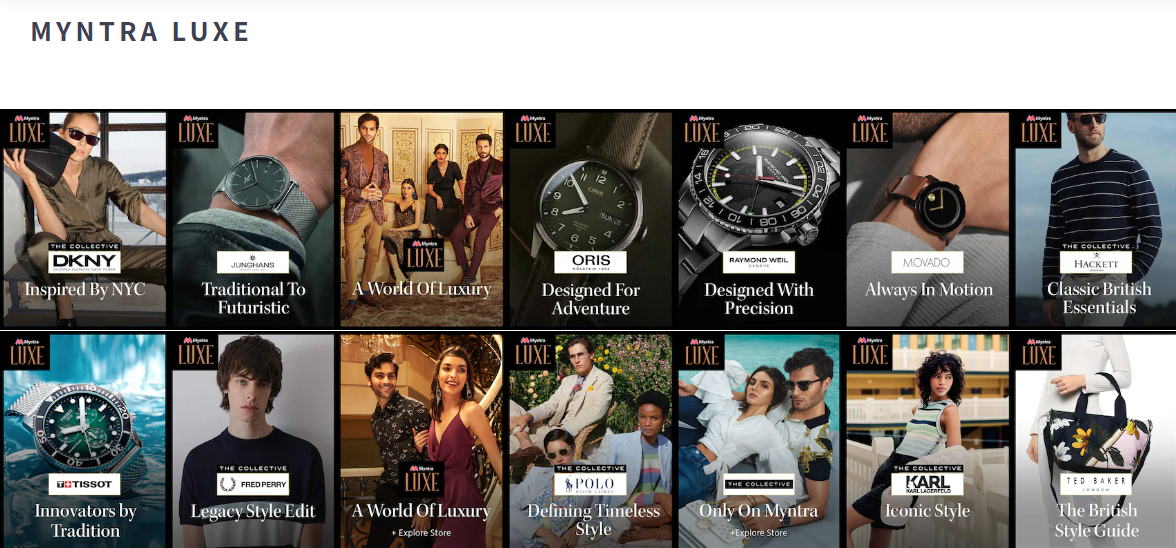 MYNTRA LUXE
Myntra
LUXE
THE COLLECTIVE
DKNY
DONNA KARAN NEW YORK
Inspired By NYC
Myntra
LUXE
JUNGHANS
Traditional To
Futuristic
Myntra
LUXE
A World Of Luxury
Myntra
LUXE
ORIS
ORIS
HÖLSTEIN 1904
Designed For
Adventure
Myntra
LUXE
RAYMOND WEIL
GENEVE
Designed With
Precision
Myntra
LUXE
MOVADO
Always In Motion
Myntra
LUXE
THE COLLECTIVE
HACKETT
LONDON
Classic British
Essentials
Myntra
LUXE
TISSOT
Innovators by
Tradition
Myntra
LUXE
THE COLLECTIVE
FRED PERRY
Legacy Style Edit
Myntra
LUXE
A World Of Luxury
+ Explore Store
Myntra
LUXE
THE COLLECTIVE
POLO
RALPH LAUREN
Defining Timeless
Style
Myntra
LUXE
THE COLLECTIVE
Only On Myntra
+Explore Store
Myntra
LUXE
THE COLLECTIVE
KARL
KARL LAGERFELD
Iconic Style
Myntra
LUXE
TED BAKER
LONDON
The British
Style Guide